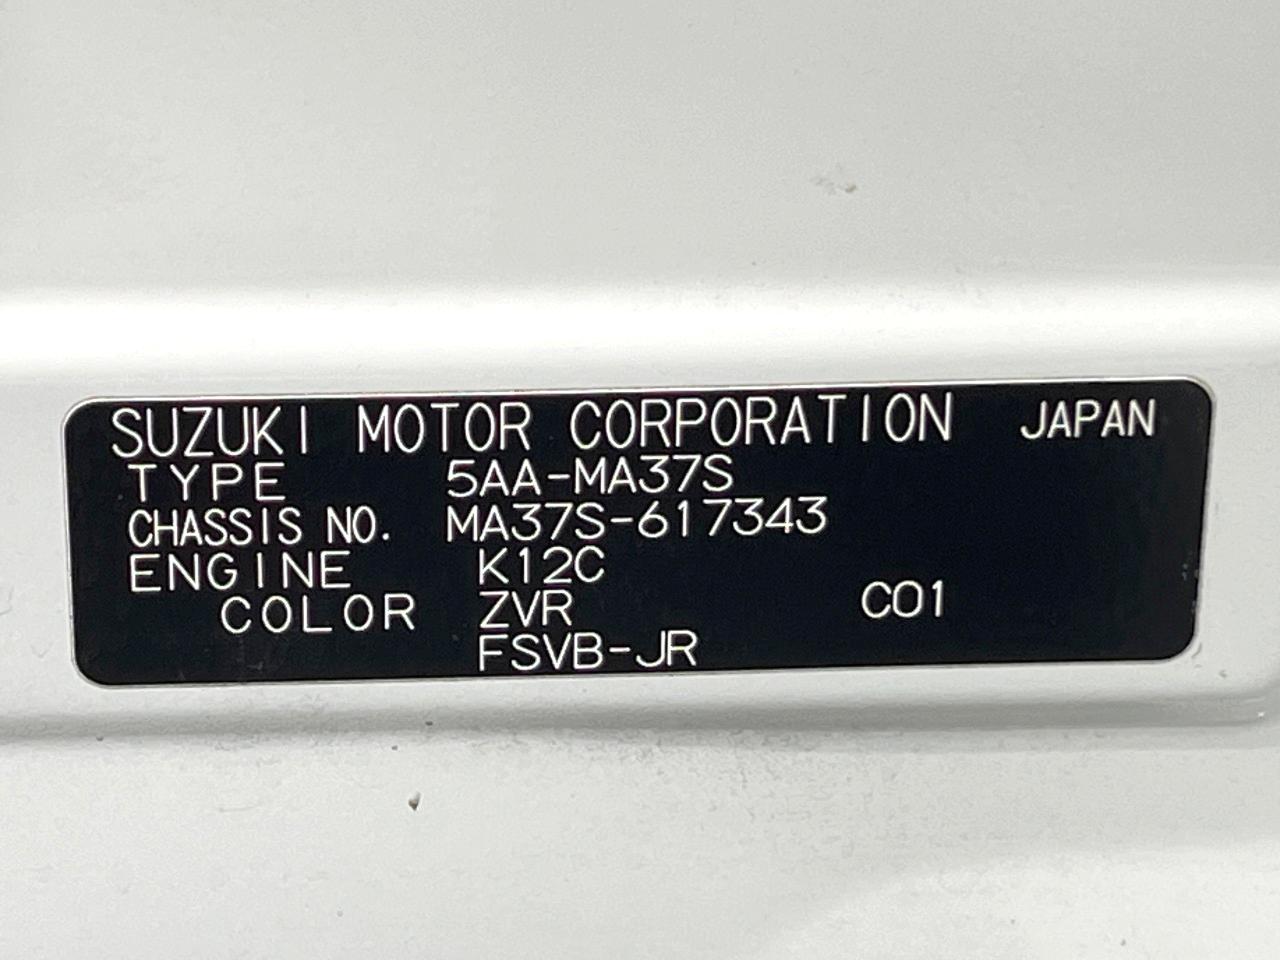 SUZUKI MOTOR CORPORATION JAPAN
TYPE 5AA-MA37S
CHASSIS NO. MA37S-617343
ENGINE K12C
COLOR ZVR C01
FSVB-JR